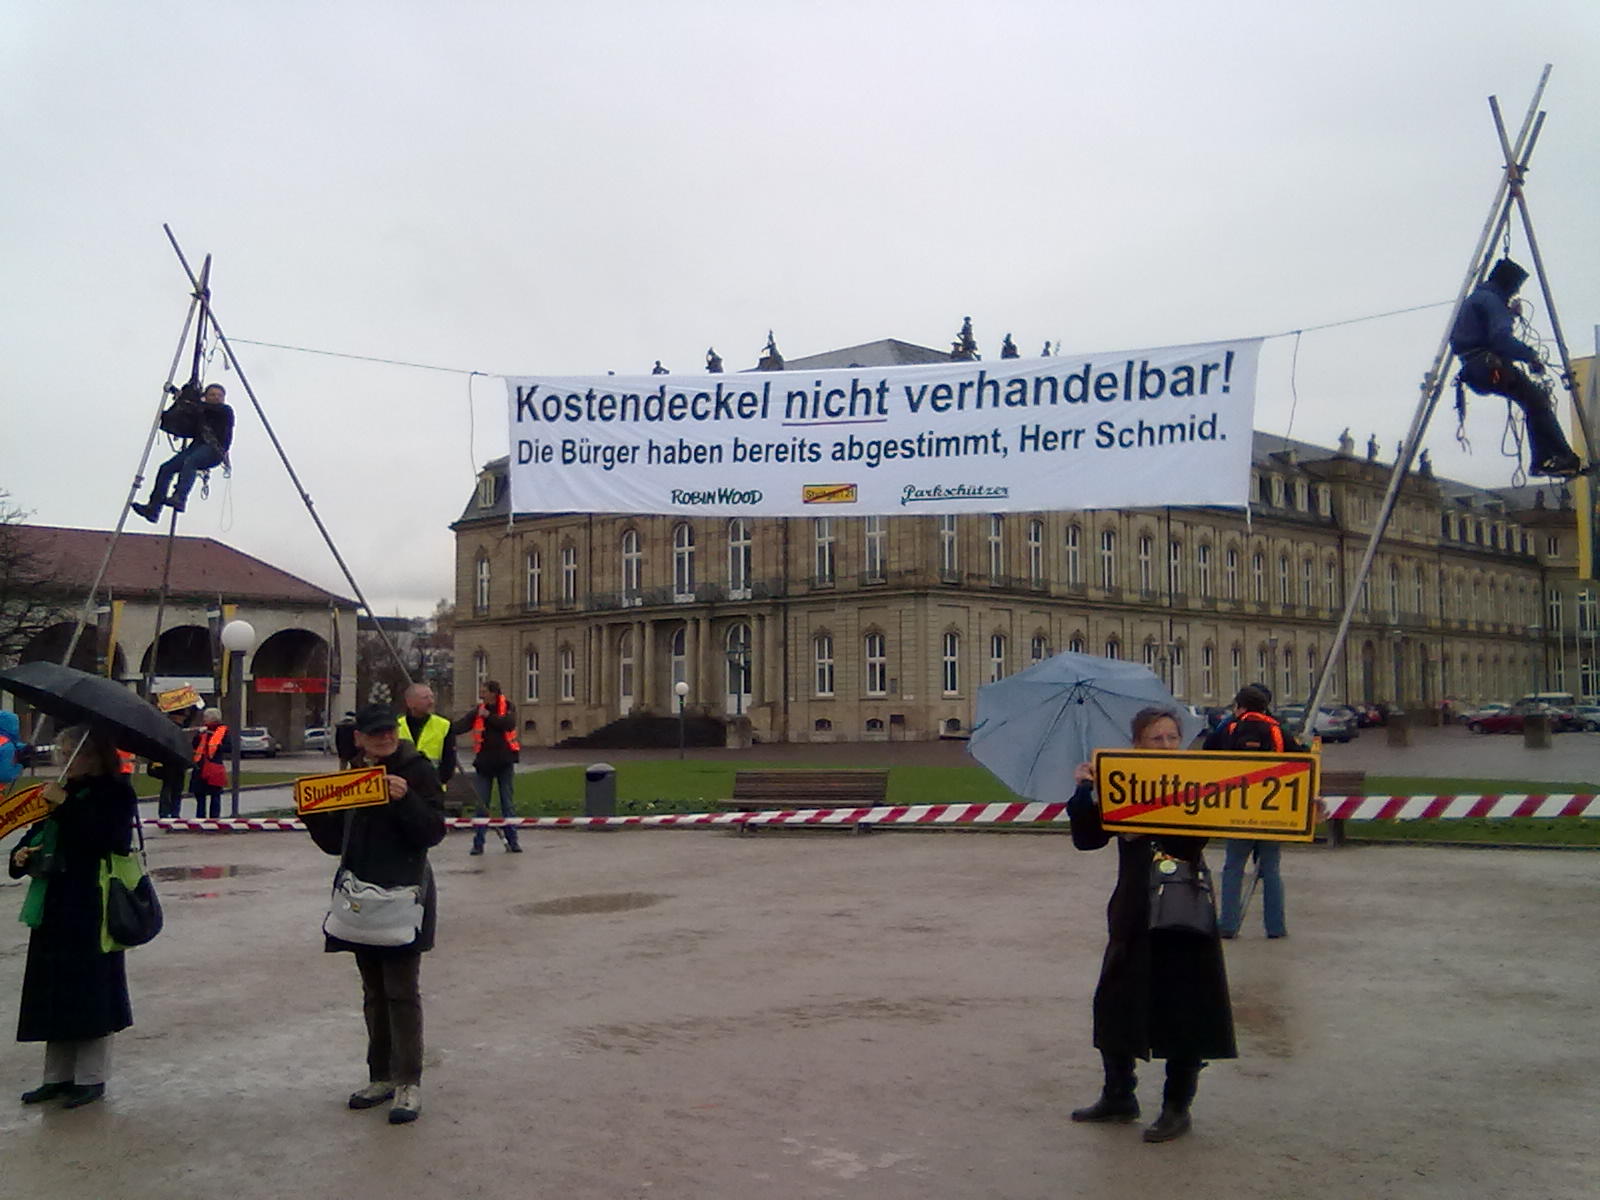 Kostendeckel nicht verhandelbar!
Die Bürger haben bereits abgestimmt, Herr Schmid.
ROBIN WOOD
Stuttgart 21
Parkschützer
Stuttgart 21
Stuttgart 21